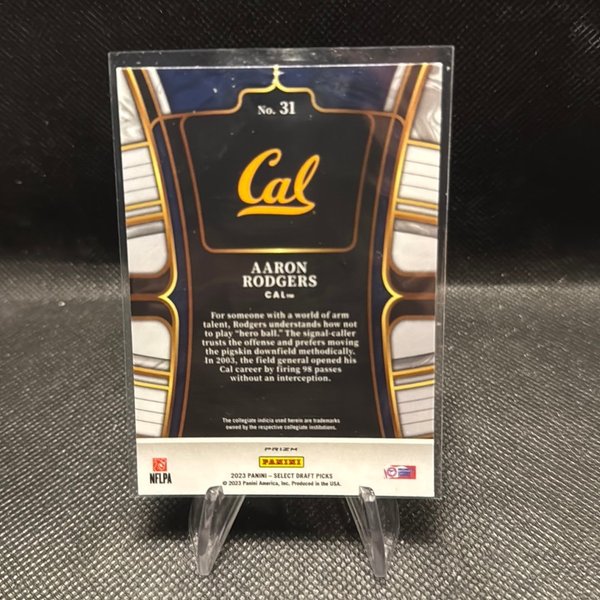 No. 31
Cal
AARON
RODGERS
CAL™
For someone with a world of arm
talent, Rodgers understands how not
to play "hero ball." The signal-caller
trusts the offense and prefers moving
the pigskin downfield methodically.
In 2003, the field general opened his
Cal career by firing 98 passes
without an interception.
The collegiate indicia used herein are trademarks
owned by the respective collegiate institutions.
PRIZM
PANINI
NFLPA
2023 PANINI – SELECT DRAFT PICKS
© 2023 Panini America, Inc. Produced in the USA.